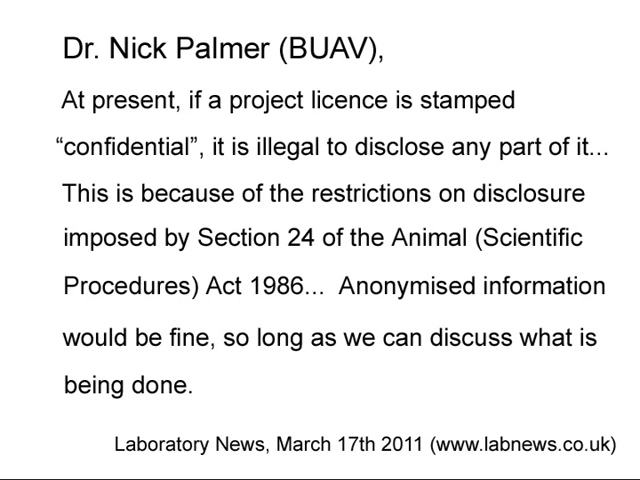 Dr. Nick Palmer (BUAV),
At present, if a project licence is stamped
“confidential”, it is illegal to disclose any part of it...
This is because of the restrictions on disclosure
imposed by Section 24 of the Animal (Scientific
Procedures) Act 1986...  Anonymised information
would be fine, so long as we can discuss what is
being done.
Laboratory News, March 17th 2011 (www.labnews.co.uk)